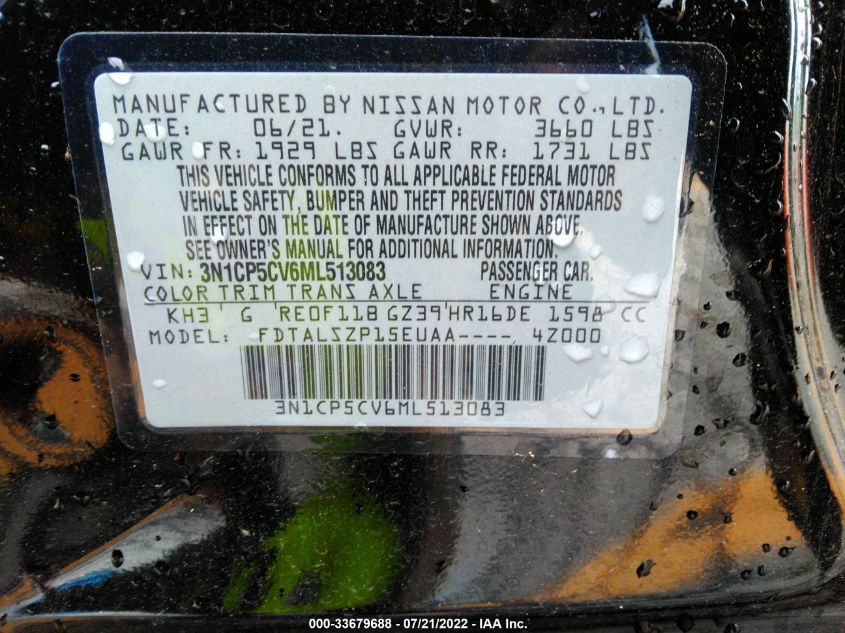 MANUFACTURED BY NISSAN MOTOR CO., LTD.
DATE: 06/21. GVWR: 3660 LBS
GAWR FR: 1929 LBS GAWR RR: 1731 LBS
THIS VEHICLE CONFORMS TO ALL APPLICABLE FEDERAL MOTOR
VEHICLE SAFETY, BUMPER AND THEFT PREVENTION STANDARDS
IN EFFECT ON THE DATE OF MANUFACTURE SHOWN ABOVE.
SEE OWNER'S MANUAL FOR ADDITIONAL INFORMATION.
VIN: 3N1CP5CV6ML513083 PASSENGER CAR.
COLOR TRIM TRANS AXLE ENGINE
KH3 G RE0F11B GZ39 HR16DE 1598 CC
MODEL: FDTALSZP15EUAA---- 4Z000
3N1CP5CV6ML513083
000-33679688 - 07/21/2022 - IAA Inc.